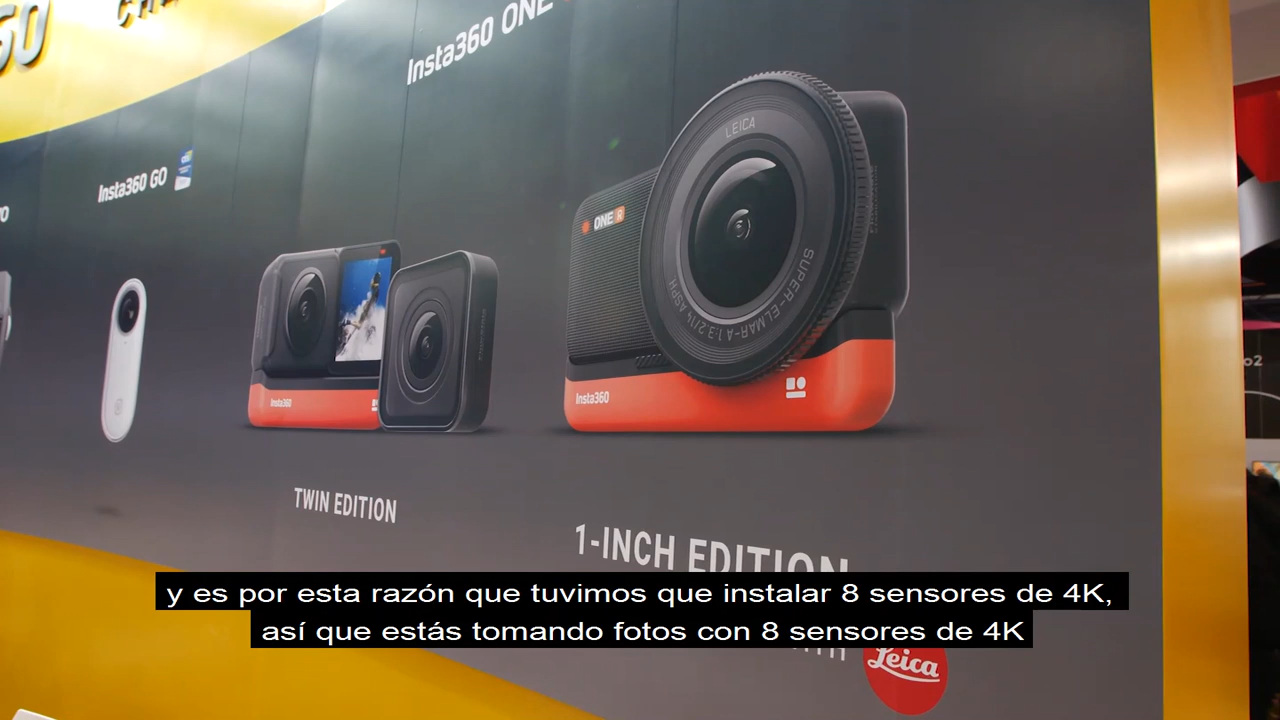 60
Insta360 ONE
Insta360 GO
LEICA
ONE R
SUPER-ELMAR-A 1:3.2/14 ASPH
Insta360
Insta360
TWIN EDITION
1-INCH EDITION
y es por esta razón que tuvimos que instalar 8 sensores de 4K,
así que estás tomando fotos con 8 sensores de 4K
Leica